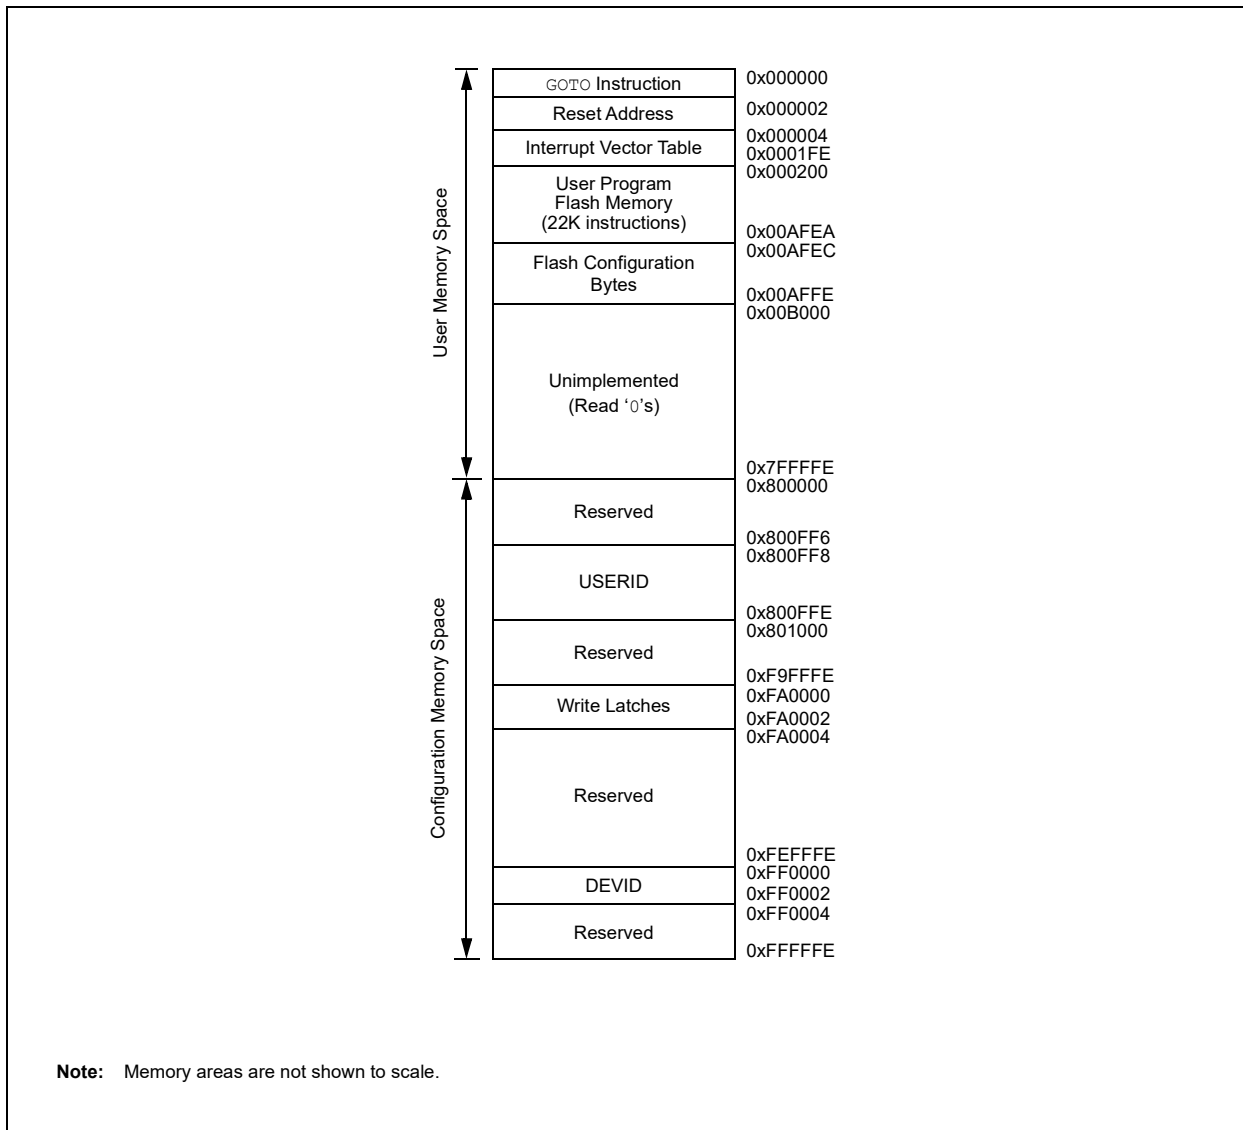 GOTO Instruction
0x000000
Reset Address
0x000002
0x000004
Interrupt Vector Table
0x0001FE
0x000200
User Program
Flash Memory
(22K instructions)
0x00AFEA
0x00AFEC
Flash Configuration
Bytes
0x00AFFE
0x00B000
User Memory Space
Unimplemented
(Read ‘0’s)
0x7FFFFE
0x800000
Reserved
0x800FF6
0x800FF8
USERID
0x800FFE
0x801000
Reserved
0xF9FFFE
0xFA0000
Write Latches
0xFA0002
0xFA0004
Configuration Memory Space
Reserved
0xFEFFFE
0xFF0000
DEVID
0xFF0002
0xFF0004
Reserved
0xFFFFFE
Note: Memory areas are not shown to scale.